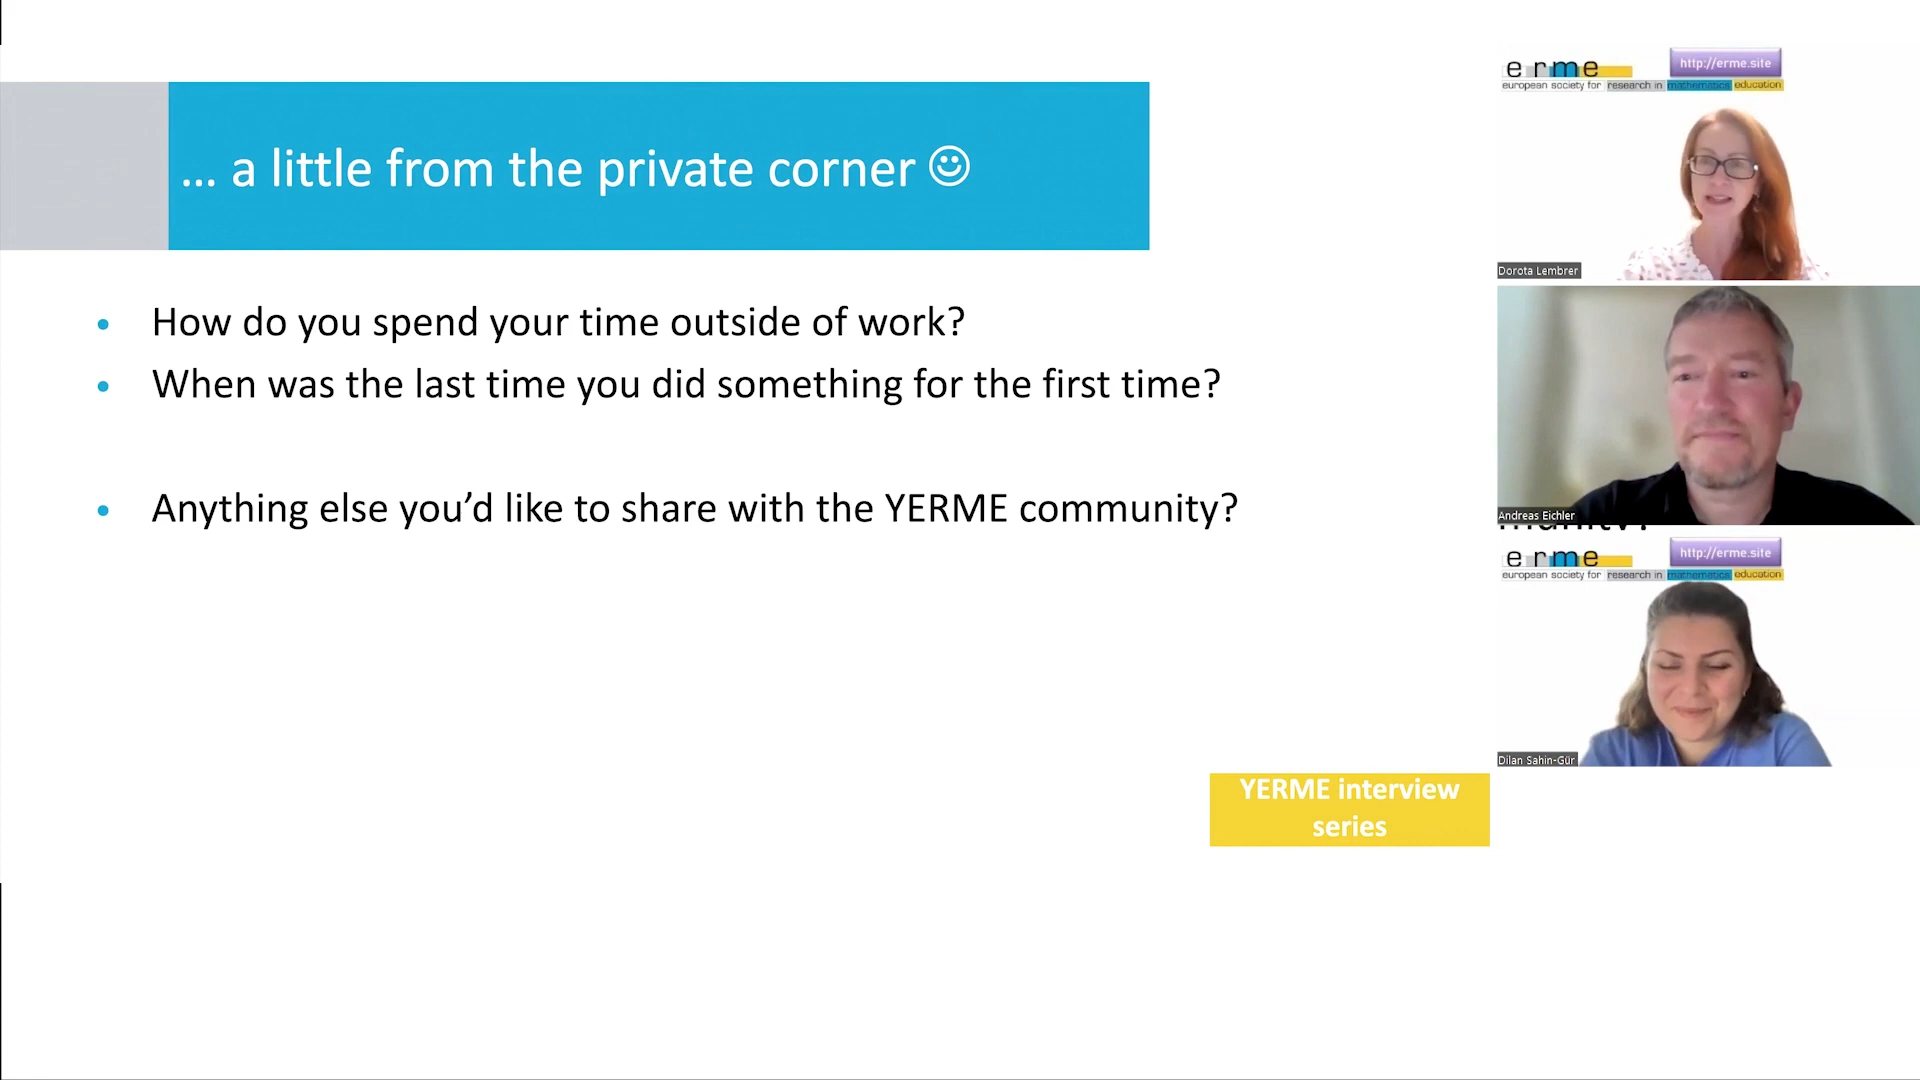 ... a little from the private corner ☺
• How do you spend your time outside of work?
• When was the last time you did something for the first time?
• Anything else you’d like to share with the YERME community?
YERME interview
series
erme
http://erme.site
european society for research in mathematics education
Dorota Lembrer
Andreas Eichler
erme
http://erme.site
european society for research in mathematics education
Dilan Sahin-Gür